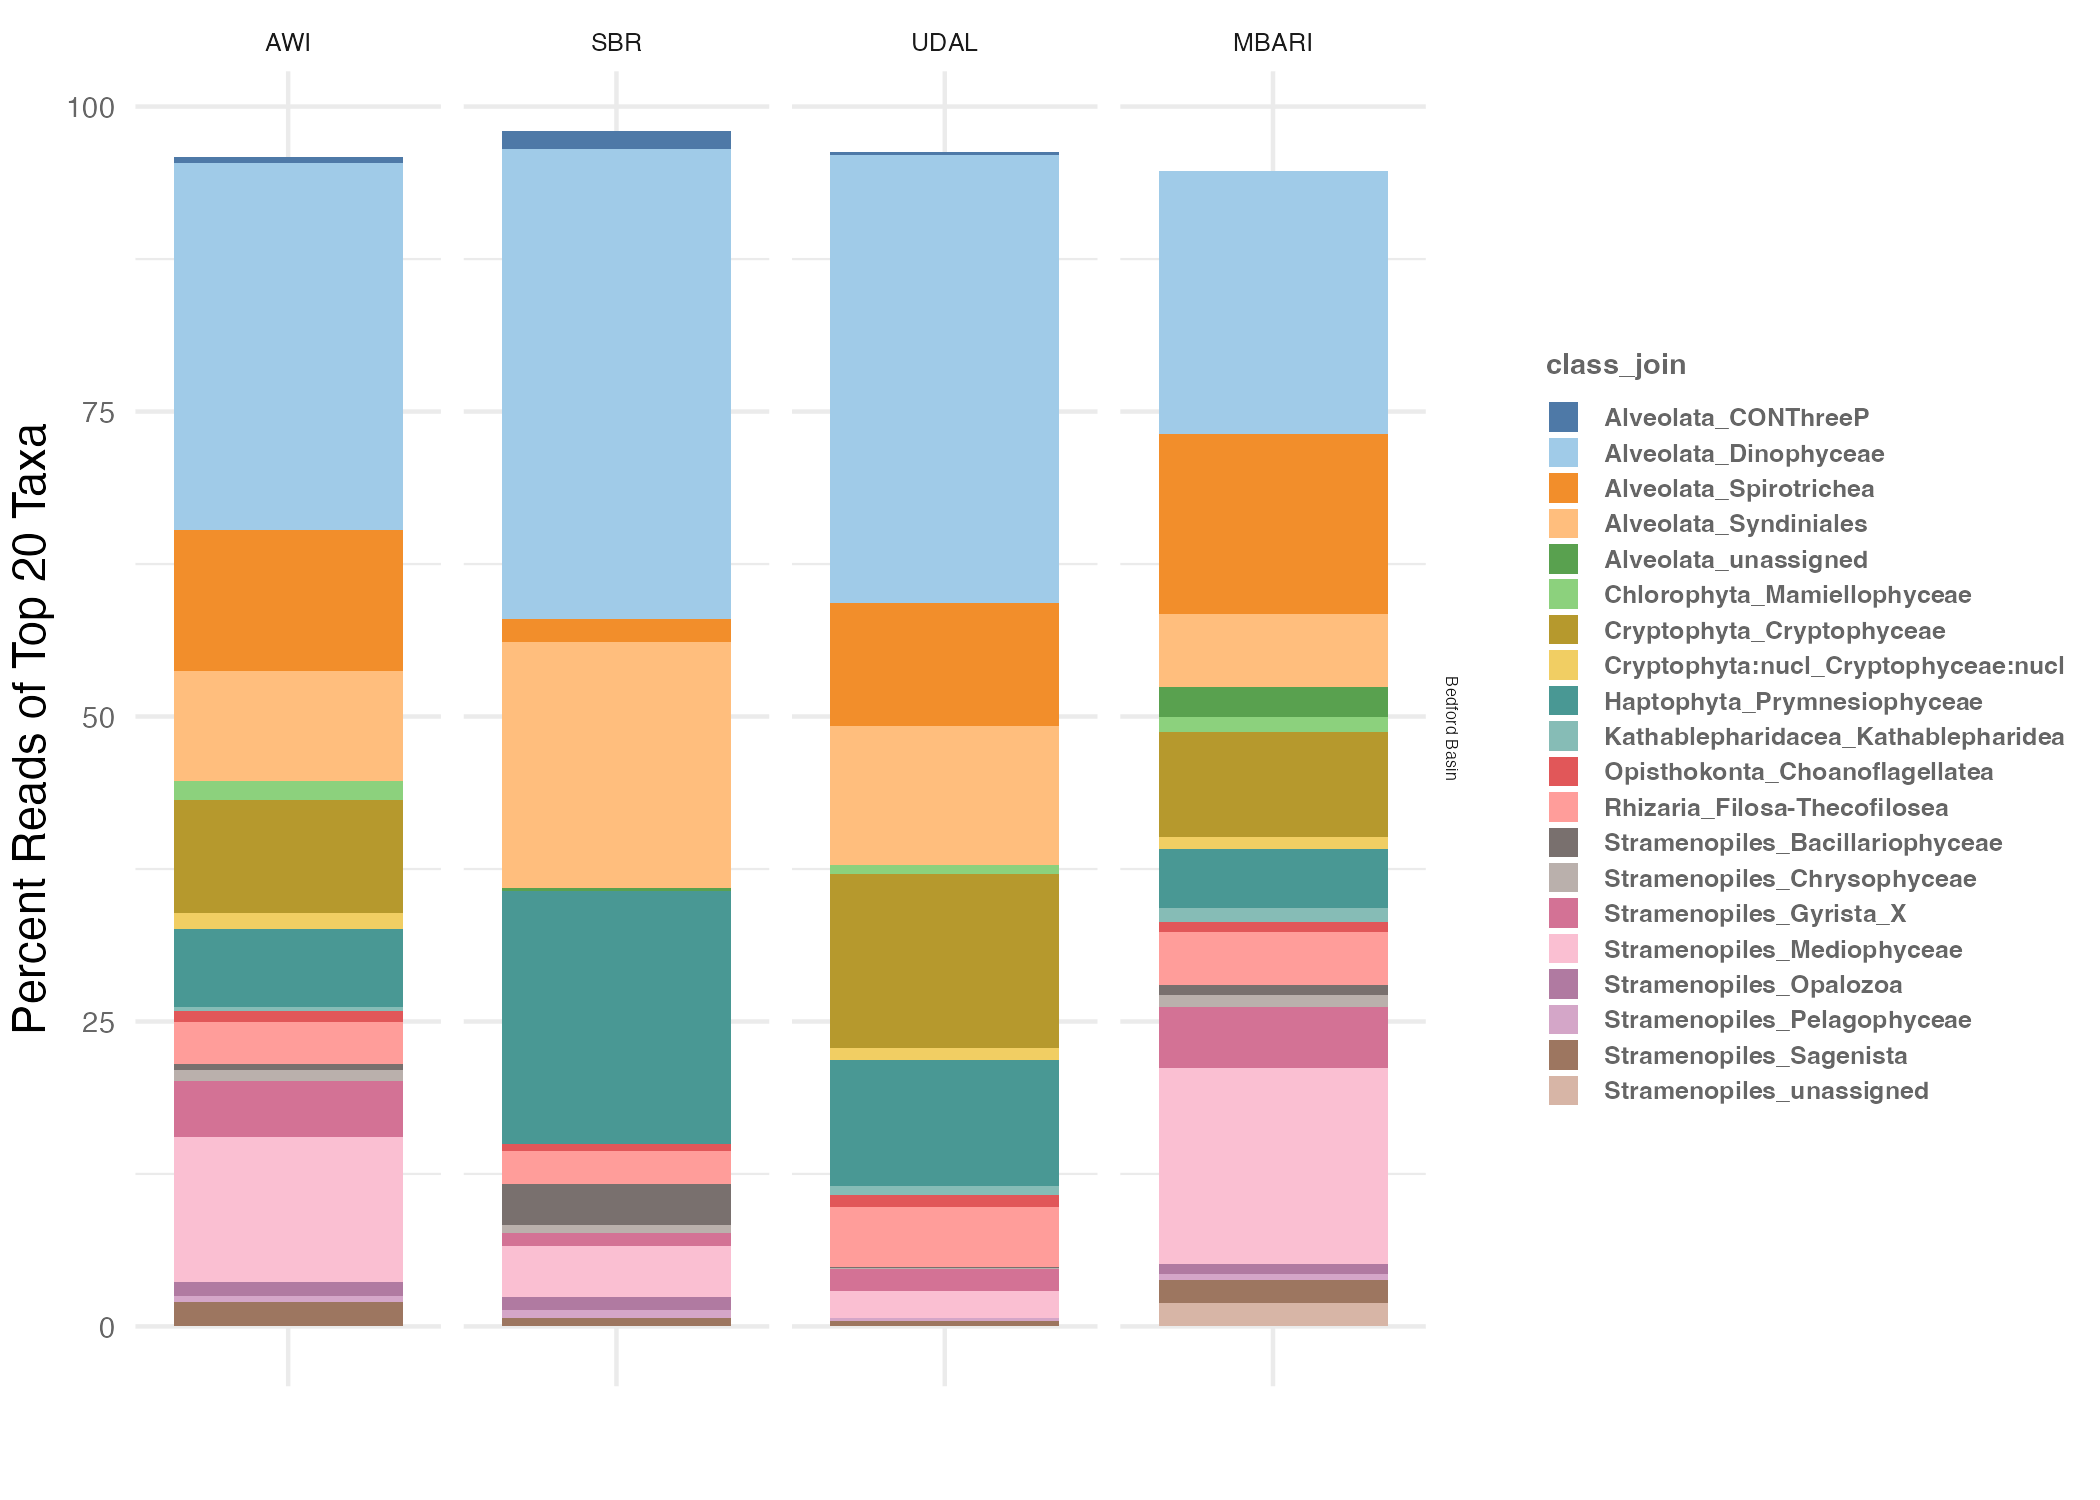 AWI
SBR
UDAL
MBARI
100
75
50
25
0
Percent Reads of Top 20 Taxa
Bedford Basin
class_join
Alveolata_CONThreeP
Alveolata_Dinophyceae
Alveolata_Spirotrichea
Alveolata_Syndiniales
Alveolata_unassigned
Chlorophyta_Mamiellophyceae
Cryptophyta_Cryptophyceae
Cryptophyta:nucl_Cryptophyceae:nucl
Haptophyta_Prymnesiophyceae
Kathablepharidacea_Kathablepharidea
Opisthokonta_Choanoflagellatea
Rhizaria_Filosa-Thecofilosea
Stramenopiles_Bacillariophyceae
Stramenopiles_Chrysophyceae
Stramenopiles_Gyrista_X
Stramenopiles_Mediophyceae
Stramenopiles_Opalozoa
Stramenopiles_Pelagophyceae
Stramenopiles_Sagenista
Stramenopiles_unassigned